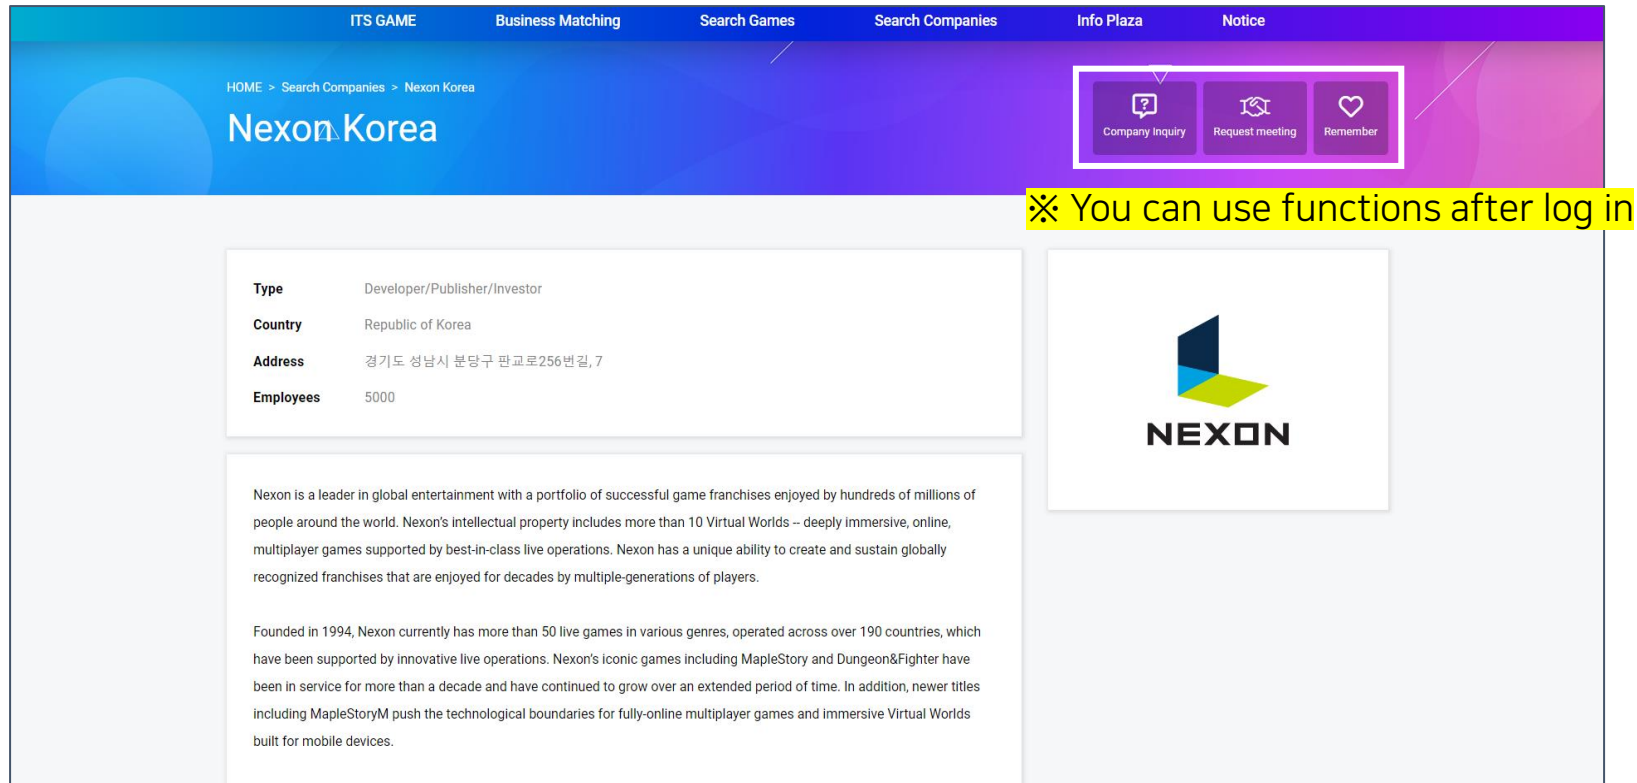 ITS GAME Business Matching Search Games Search Companies Info Plaza Notice
HOME > Search Companies > Nexon Korea
Nexon Korea
Company Inquiry Request meeting Remember
※ You can use functions after log in
Type Developer/Publisher/Investor
Country Republic of Korea
Address 경기도 성남시 분당구 판교로256번길, 7
Employees 5000
NEXON
Nexon is a leader in global entertainment with a portfolio of successful game franchises enjoyed by hundreds of millions of
people around the world. Nexon’s intellectual property includes more than 10 Virtual Worlds -- deeply immersive, online,
multiplayer games supported by best-in-class live operations. Nexon has a unique ability to create and sustain globally
recognized franchises that are enjoyed for decades by multiple-generations of players.
Founded in 1994, Nexon currently has more than 50 live games in various genres, operated across over 190 countries, which
have been supported by innovative live operations. Nexon’s iconic games including MapleStory and Dungeon&Fighter have
been in service for more than a decade and have continued to grow over an extended period of time. In addition, newer titles
including MapleStoryM push the technological boundaries for fully-online multiplayer games and immersive Virtual Worlds
built for mobile devices.